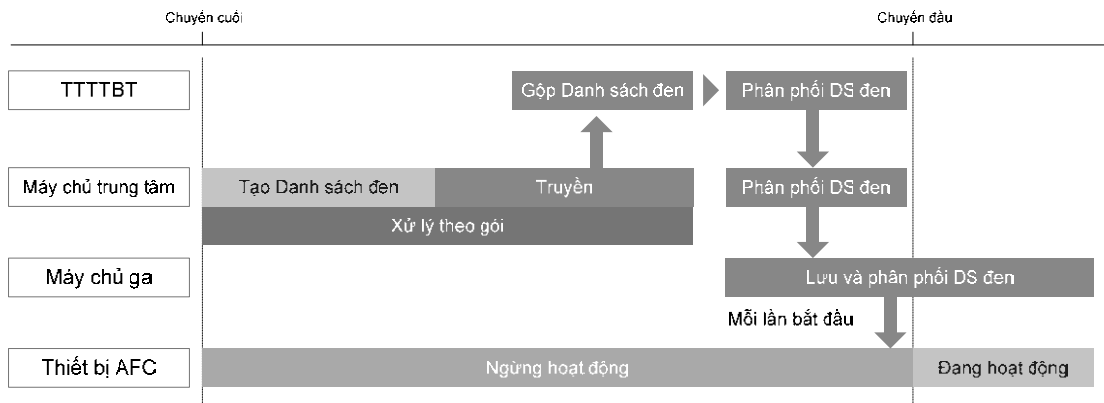 Chuyến cuối
Chuyến đầu
TTTTBT
Gộp Danh sách đen
Phân phối DS đen
Máy chủ trung tâm
Tạo Danh sách đen
Truyền
Phân phối DS đen
Xử lý theo gói
Máy chủ ga
Lưu và phân phối DS đen
Mỗi lần bắt đầu
Thiết bị AFC
Ngừng hoạt động
Đang hoạt động